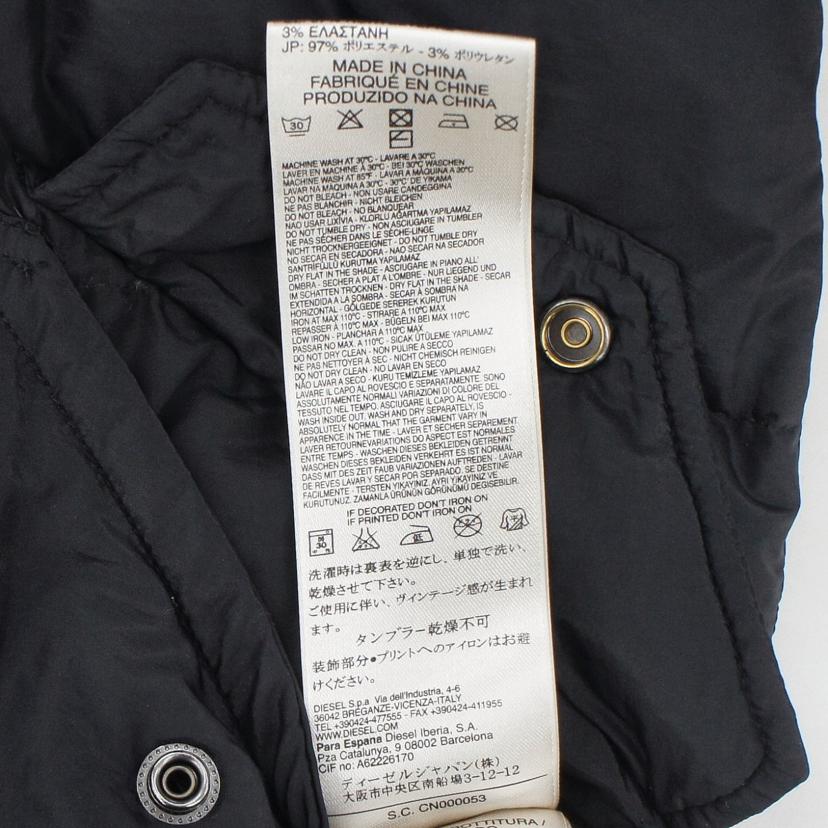 3% ΕΛΑΣΤΑΝΗ
JP: 97% ポリエステル - 3% ポリウレタン
MADE IN CHINA
FABRIQUÉ EN CHINE
PRODUZIDO NA CHINA
30
MACHINE WASH AT 30°C - LAVARE A 30°C
LAVER EN MACHINE À 30°C - BEI 30°C WASCHEN
MACHINE WASH AT 85°F - LAVAR A MAQUINA A 30°C
LAVAR NA MÁQUINA A 30°C - 30°C' DE YIKAMA
DO NOT BLEACH - NON USARE CANDEGGINA
NE PAS BLANCHIR - NICHT BLEICHEN
DO NOT BLEACH - NO BLANQUEAR
NAO USAR LIXÍVIA - KLORLU AĞARTMA YAPILAMAZ
DO NOT TUMBLE DRY - NON ASCIUGARE IN TUMBLER
NE PAS SÉCHER DANS LE SÈCHE-LINGE
NICHT TROCKNERGEEIGNET - DO NOT TUMBLE DRY
NO SECAR EN SECADORA - NAO SECAR NA SECADOR
SANTRİFÜJLÜ KURUTMA YAPILAMAZ
DRY FLAT IN THE SHADE - ASCIUGARE IN PIANO ALL'
OMBRA - SECHER A PLAT A L'OMBRE - NUR LIEGEND UND
IM SCHATTEN TROCKNEN - DRY FLAT IN THE SHADE - SECAR
EXTENDIDA A LA SOMBRA - SECAR À SOMBRA NA
HORIZONTAL - GÖLGEDE SEREREK KURUTUN
IRON AT MAX 110°C - STIRARE A 110°C MAX
REPASSER À 110°C MAX - BÜGELN BEI MAX 110°C
LOW IRON - PLANCHAR A 110°C MAX
PASSAR NO MAX. A 110°C - SICAK ÜTÜLEME YAPILAMAZ
DO NOT DRY CLEAN - NON PULIRE A SECCO
NE PAS NETTOYER À SEC - NICHT CHEMISCH REINIGEN
DO NOT DRY CLEAN - NO LAVAR EN SECO
NÃO LAVAR A SECO - KURU TEMIZLEME YAPILAMAZ
LAVARE IL CAPO AL ROVESCIO E SEPARATAMENTE. SONO
ASSOLUTAMENTE NORMALI VARIAZIONI DI COLORE DEL
TESSUTO NEL TEMPO. ASCIUGARE IL CAPO AL ROVESCIO -
WASH INSIDE OUT. WASH AND DRY SEPARATELY, IS
ABSOLUTELY NORMAL THAT THE GARMENT VARY IN
APPARENCE IN THE TIME - LAVER ET SECHER SEPAREMENT
LAVER RETOURNEVARIATIONS DO ASPECT EST NORMALES
ENTRE TEMPS - WASCHEN DIESES BEKLEIDEN GETRENNT
WASCHEN DIESES BEKLEIDEN VERKEHRT ES IST NORMAL
DASS MIT DES ZEIT FAUB VARIATIONEN AUFTREDEN - LAVAR
DE REVES LAVAR Y SECAR POR SEPARADO. SE DESTINE
FACILMENTE - TERSTEN YIKAYINIZ, AYRI YIKAYINIZ VE
KURUTUNUZ. ZAMANLA ÜRÜNÜN GÖRÜNÜMÜ DEGISEBILIR.
IF DECORATED DON'T IRON ON
IF PRINTED DON'T IRON ON
洗濯時は裏表を逆にし、単独で洗い、
乾燥させて下さい。
ご使用に伴い、ヴィンテージ感が生まれ
ます。
タンブラー乾燥不可
装飾部分・プリントへのアイロンはお避
けください。
DIESEL S.p.a Via dell'Industria, 4-6
36042 BREGANZE-VICENZA-ITALY
TEL +390424-477555 - FAX +390424-411955
WWW.DIESEL.COM
Para Espana Diesel Iberia, S.A.
Pza Catalunya, 9 08002 Barcelona
CIF no: A62226170
ディーゼルジャパン(株)
大阪市中央区南船場3-12-12
S.C. CN000053